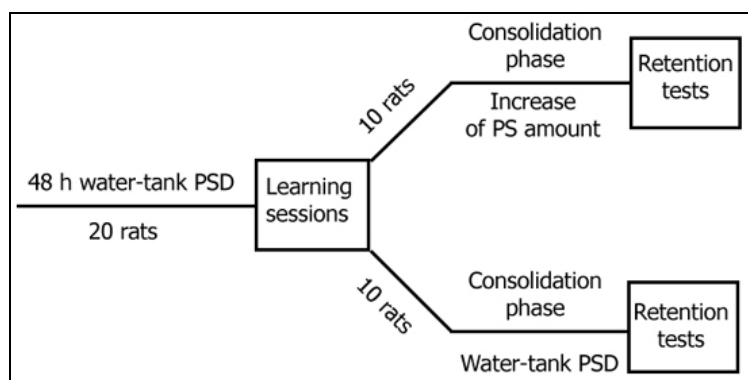 48 h water-tank PSD
20 rats
Learning
sessions
10 rats
Consolidation
phase
Increase
of PS amount
Retention
tests
10 rats
Consolidation
phase
Water-tank PSD
Retention
tests